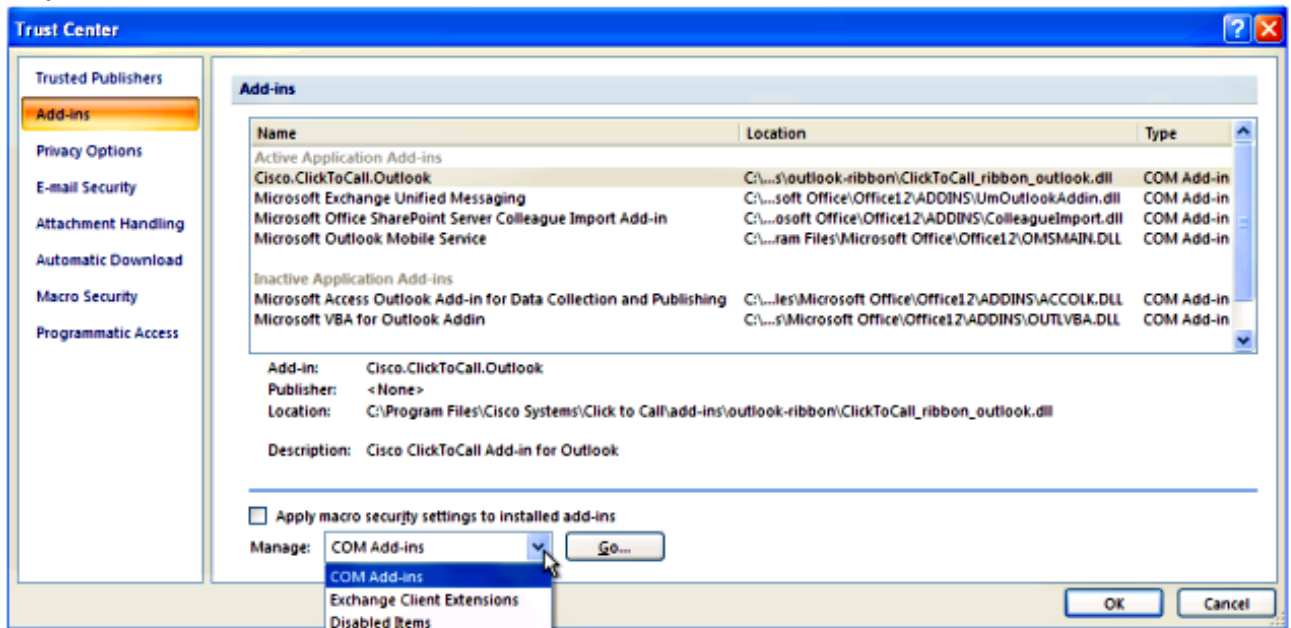 Trust Center
Trusted Publishers
Add-ins
Privacy Options
E-mail Security
Attachment Handling
Automatic Download
Macro Security
Programmatic Access
Add-ins
Name Location Type
Active Application Add-ins
Cisco.ClickToCall.Outlook C:\...s\outlook-ribbon\ClickToCall_ribbon_outlook.dll COM Add-in
Microsoft Exchange Unified Messaging C:\...soft Office\Office12\ADDINS\UmOutlookAddin.dll COM Add-in
Microsoft Office SharePoint Server Colleague Import Add-in C:\...osoft Office\Office12\ADDINS\ColleagueImport.dll COM Add-in
Microsoft Outlook Mobile Service C:\...ram Files\Microsoft Office\Office12\OMSMAIN.DLL COM Add-in
Inactive Application Add-ins
Microsoft Access Outlook Add-in for Data Collection and Publishing C:\...les\Microsoft Office\Office12\ADDINS\ACCOLK.DLL COM Add-in
Microsoft VBA for Outlook Addin C:\...s\Microsoft Office\Office12\ADDINS\OUTLVBA.DLL COM Add-in
Add-in: Cisco.ClickToCall.Outlook
Publisher: <None>
Location: C:\Program Files\Cisco Systems\Click to Call\add-ins\outlook-ribbon\ClickToCall_ribbon_outlook.dll
Description: Cisco ClickToCall Add-in for Outlook
Apply macro security settings to installed add-ins
Manage: COM Add-ins Go...
COM Add-ins
Exchange Client Extensions
Disabled Items
OK Cancel